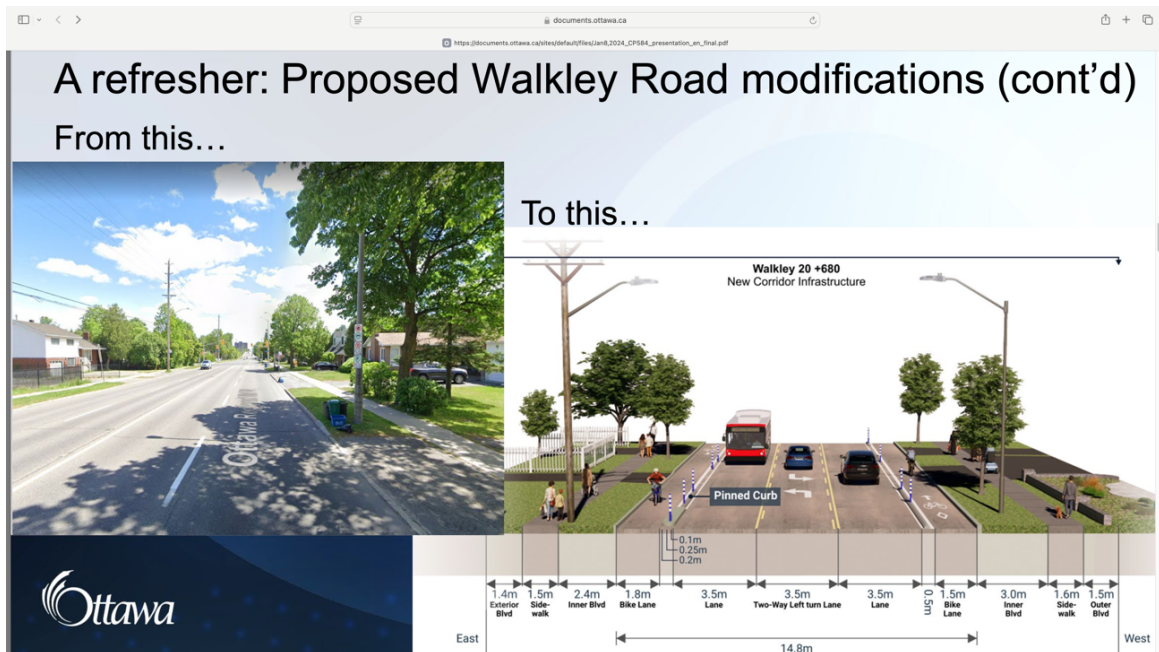 documents.ottawa.ca
https://documents.ottawa.ca/sites/default/files/Jan8,2024_CP584_presentation_en_final.pdf
A refresher: Proposed Walkley Road modifications (cont’d)
From this…
To this…
Walkley 20 +680
New Corridor Infrastructure
Ottawa
Pinned Curb
0.1m
0.25m
0.2m
1.4m
Exterior
Blvd
1.5m
Side-
walk
2.4m
Inner Blvd
1.8m
Bike Lane
3.5m
Lane
3.5m
Two-Way Left turn Lane
3.5m
Lane
0.5m
1.5m
Bike
Lane
3.0m
Inner
Blvd
1.6m
Side-
walk
1.5m
Outer
Blvd
East
West
14.8m
Ottawa